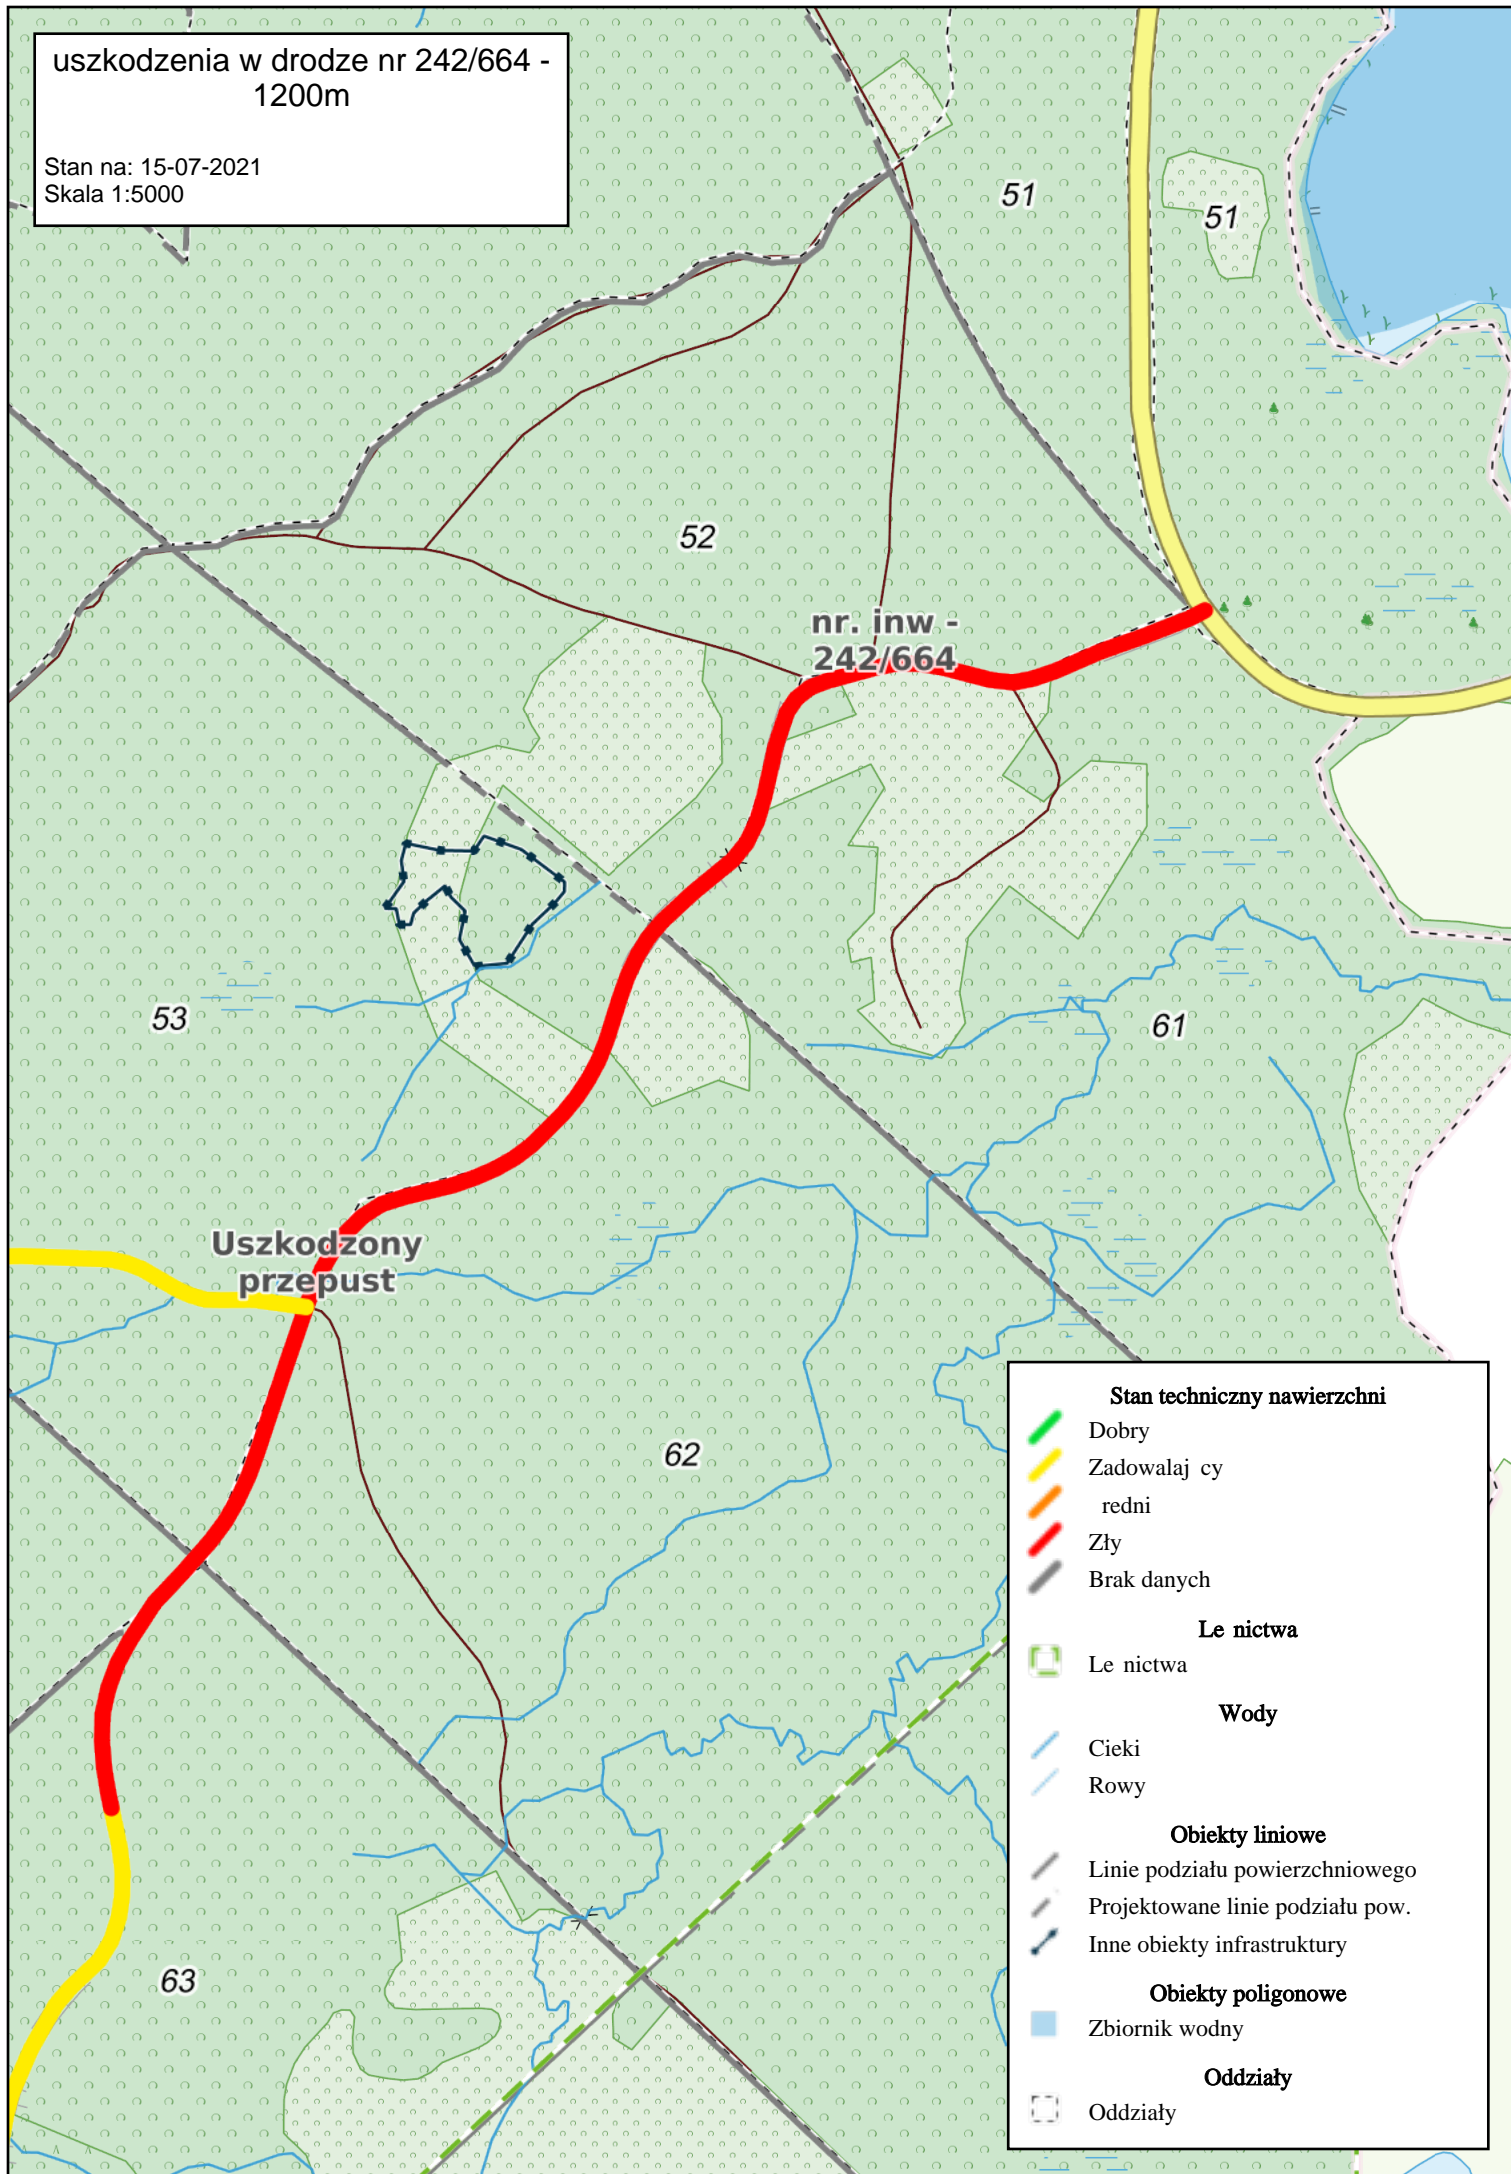 uszkodzenia w drodze nr 242/664 -
1200m
Stan na: 15-07-2021
Skala 1:5000
51
51
52
nr. inw -
242/664
53
61
Uszkodzony
przepust
62
63
Stan techniczny nawierzchni
Dobry
Zadowalaj cy
redni
Zły
Brak danych
Le nictwa
Le nictwa
Wody
Cieki
Rowy
Obiekty liniowe
Linie podziału powierzchniowego
Projektowane linie podziału pow.
Inne obiekty infrastruktury
Obiekty poligonowe
Zbiornik wodny
Oddziały
Oddziały